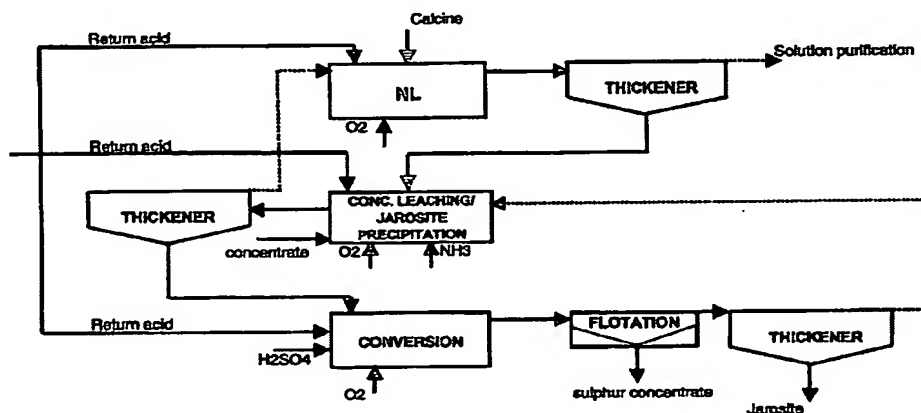 Calcine
Return acid
Solution purification
NL
THICKENER
O2
Return acid
THICKENER
CONC. LEACHING/
JAROSITE
PRECIPITATION
concentrate
O2
NH3
Return acid
H2SO4
CONVERSION
O2
FLOTATION
THICKENER
sulphur concentrate
Jarosite